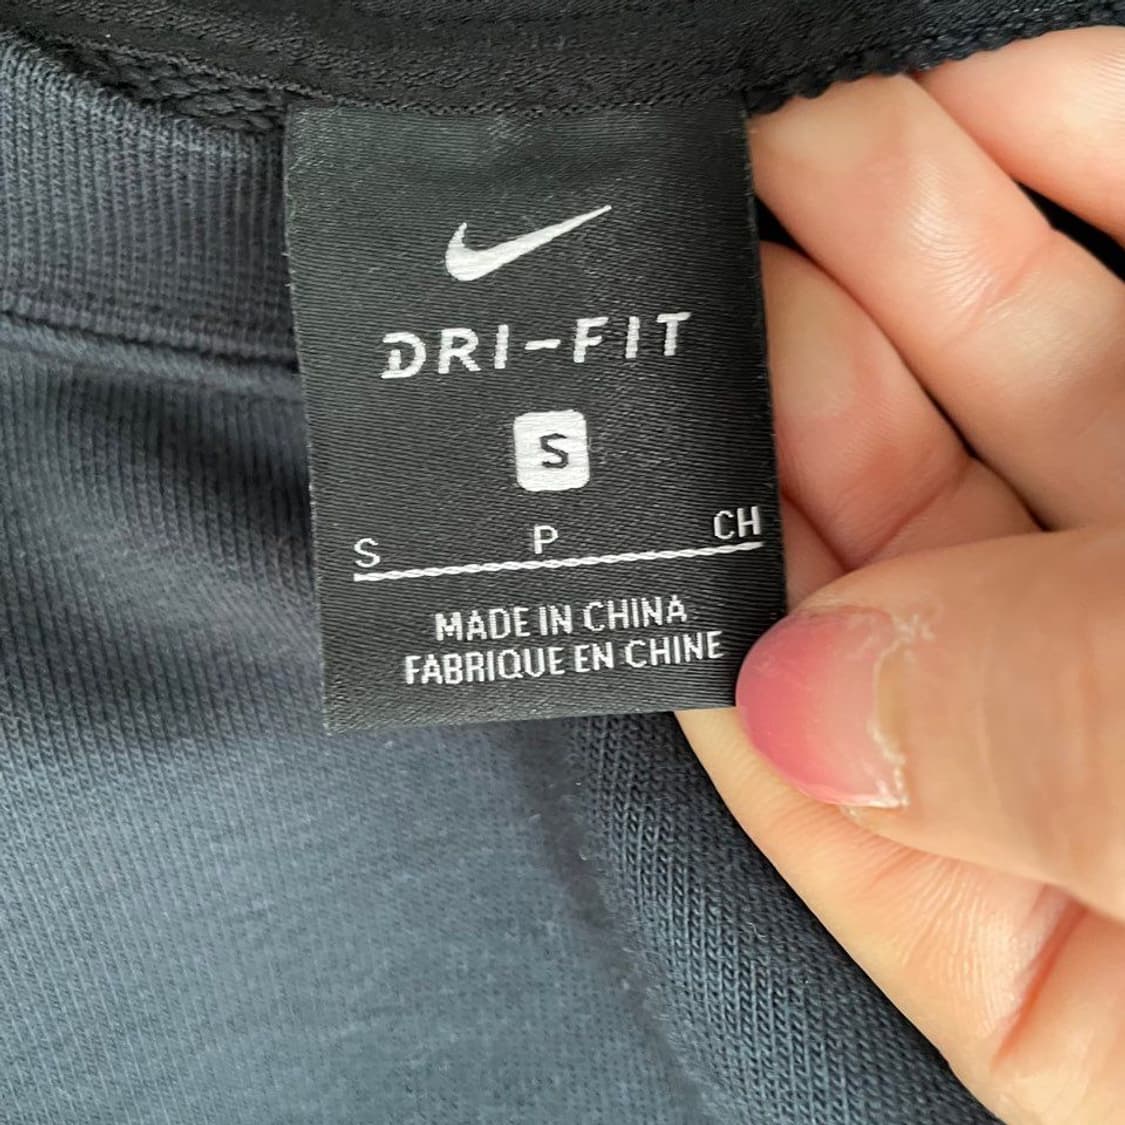 DRI-FIT
S
S P CH
MADE IN CHINA
FABRIQUE EN CHINE